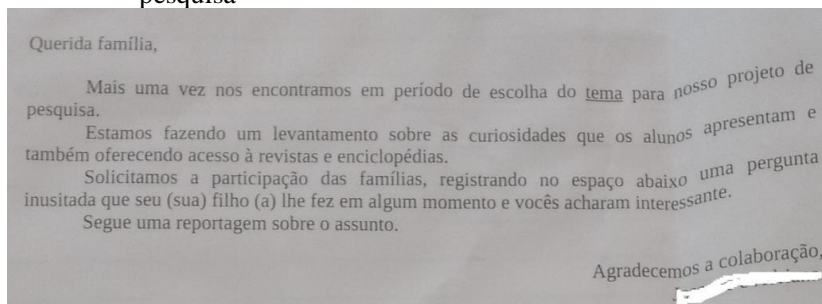 pesquisa
Querida família,
Mais uma vez nos encontramos em período de escolha do tema para nosso projeto de
pesquisa.
Estamos fazendo um levantamento sobre as curiosidades que os alunos apresentam e
também oferecendo acesso à revistas e enciclopédias.
Solicitamos a participação das famílias, registrando no espaço abaixo uma pergunta
inusitada que seu (sua) filho (a) lhe fez em algum momento e vocês acharam interessante.
Segue uma reportagem sobre o assunto.
Agradecemos a colaboração,